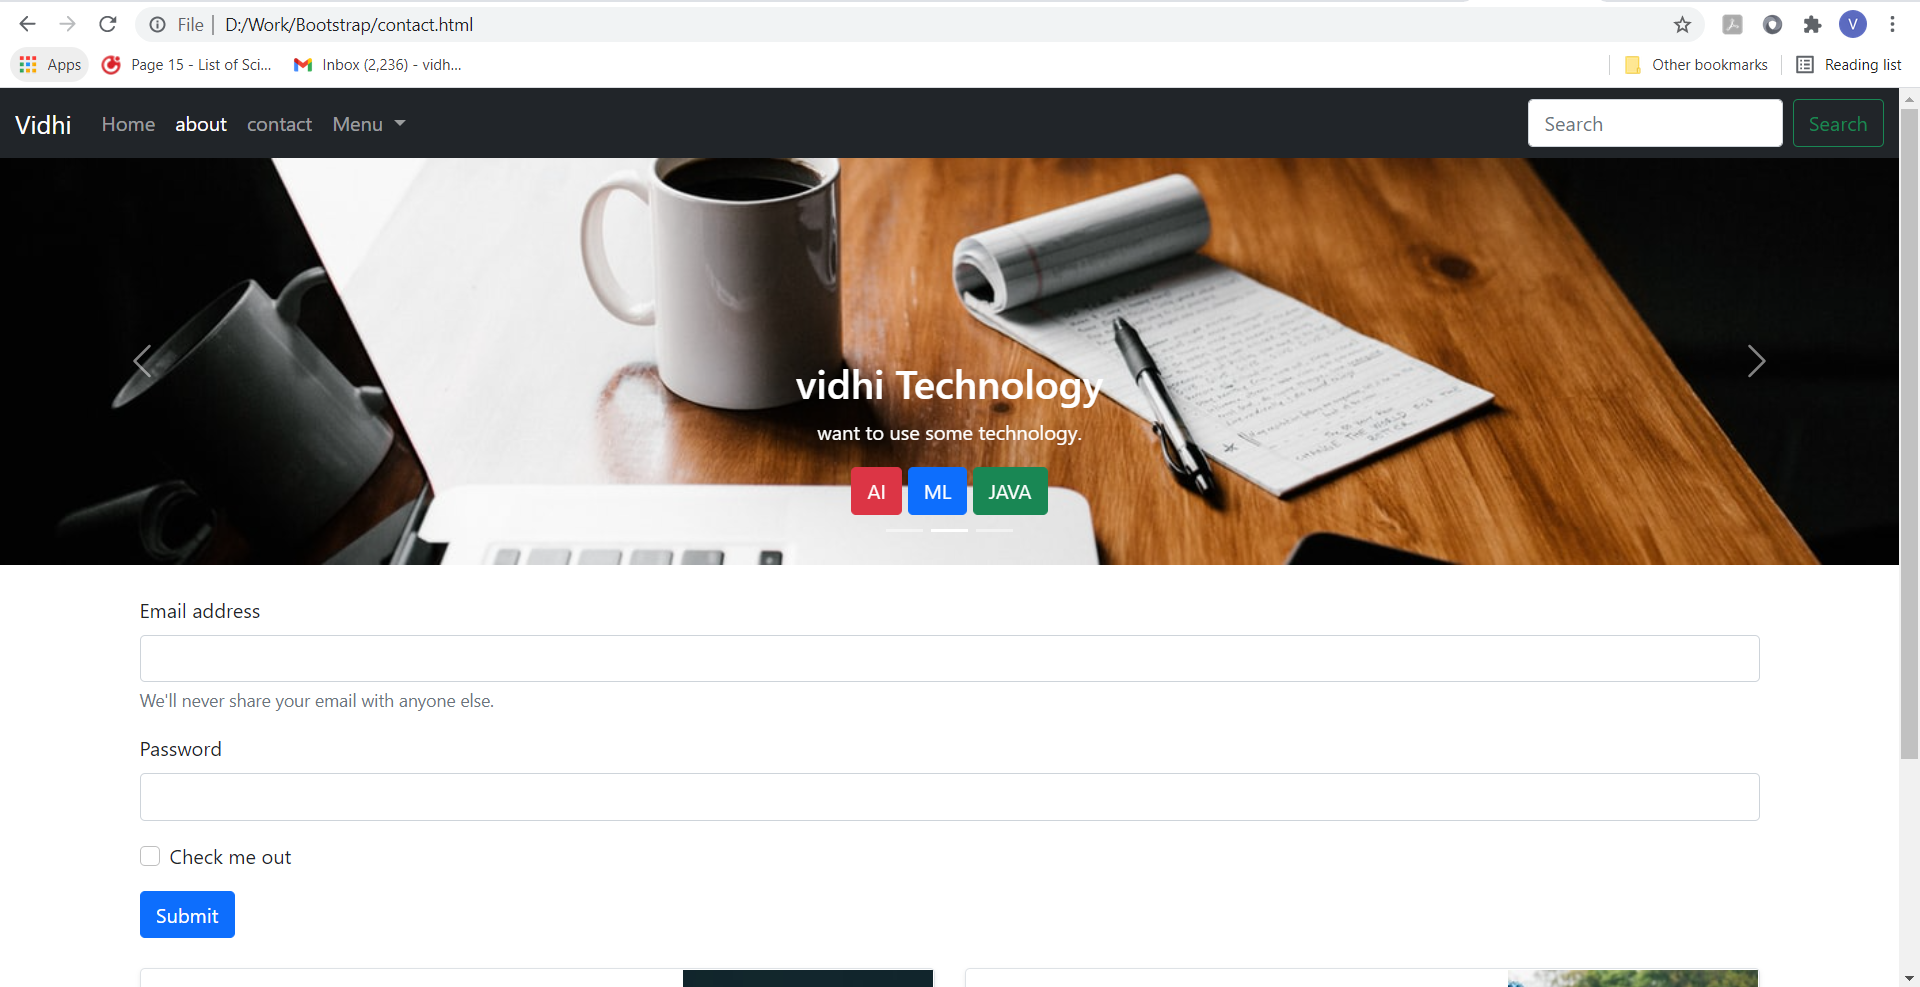 File | D:/Work/Bootstrap/contact.html
V
Apps
Page 15 - List of Sci...
Inbox (2,236) - vidh...
Other bookmarks
Reading list
Vidhi
Home
about
contact
Menu
Search
Search
vidhi Technology
want to use some technology.
AI
ML
JAVA
Email address
We'll never share your email with anyone else.
Password
Check me out
Submit